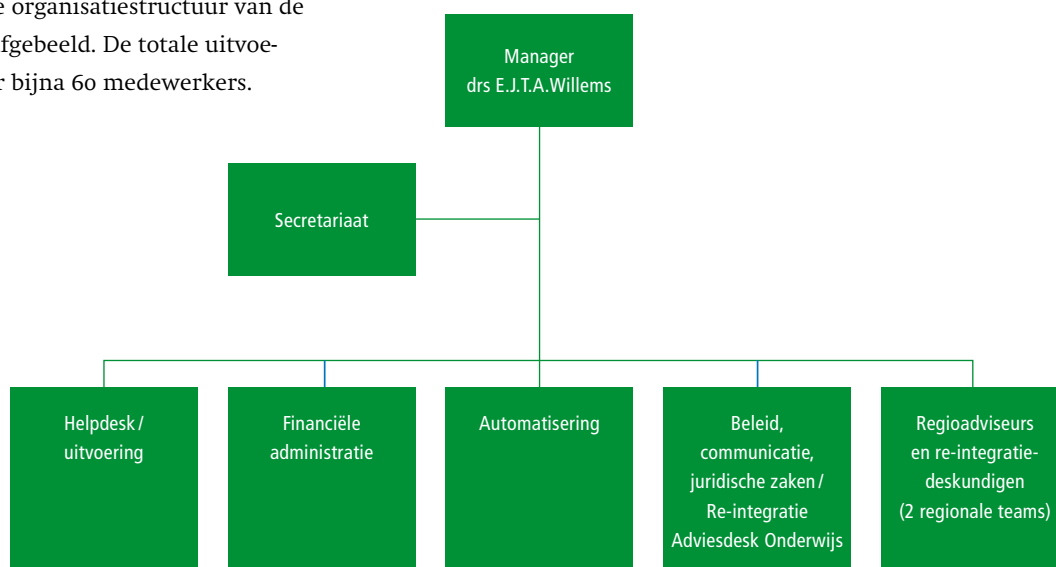 organisatiestructuur van de
fgebeeld. De totale uitvoe-
bijna 60 medewerkers.
Manager
drs E.J.T.A.Willems
Secretariaat
Helpdesk /
uitvoering
Financiële
administratie
Automatisering
Beleid,
communicatie,
juridische zaken /
Re-integratie
Adviesdesk Onderwijs
Regioadviseurs
en re-integratie-
deskundigen
(2 regionale teams)